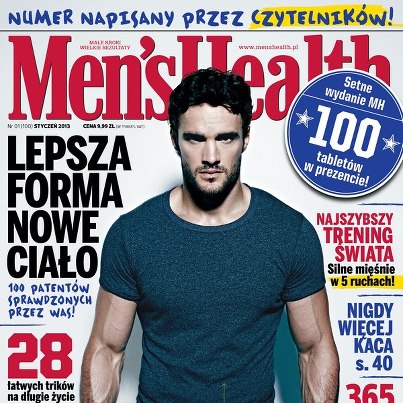 NUMER NAPISANY PRZEZ CZYTELNIKÓW!
MAŁE KROKI
WIELKIE REZULTATY
www.menshealth.pl
Men'sHealth
Nr 01 (100) STYCZEŃ 2013 CENA 9,99 ZŁ
Setne
wydanie MH
100
tabletów
w prezencie!
LEPSZA
FORMA
NOWE
CIAŁO
100 PATENTÓW
SPRAWDZONYCH
PRZEZ WAS!
28
łatwych trików
na długie życie
NAJSZYBSZY
TRENING
ŚWIATA
Silne mięśnie
w 5 ruchach!
NIGDY
WIĘCEJ
KACA
s. 40
365